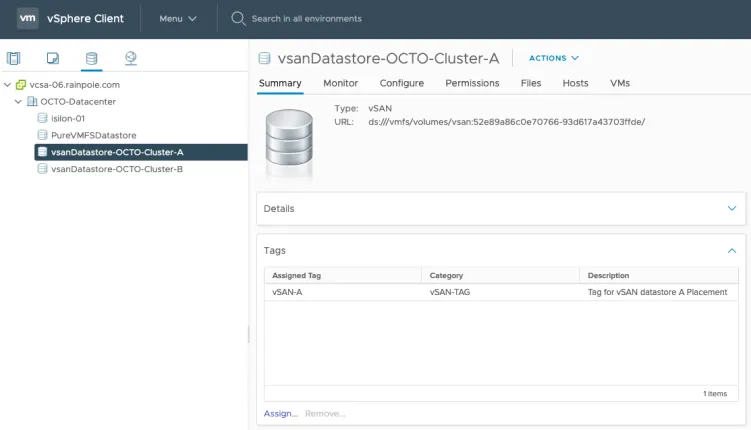 vm vSphere Client Menu Search in all environments
vcsa-06.rainpole.com
OCTO-Datacenter
isilon-01
PureVMFSDatastore
vsanDatastore-OCTO-Cluster-A
vsanDatastore-OCTO-Cluster-B
vsanDatastore-OCTO-Cluster-A ACTIONS
Summary Monitor Configure Permissions Files Hosts VMs
Type: vSAN
URL: ds:///vmfs/volumes/vsan:52e89a86c0e70766-93d617a43703ffde/
Details
Tags
Assigned Tag Category Description
vSAN-A vSAN-TAG Tag for vSAN datastore A Placement
1 items
Assign... Remove...